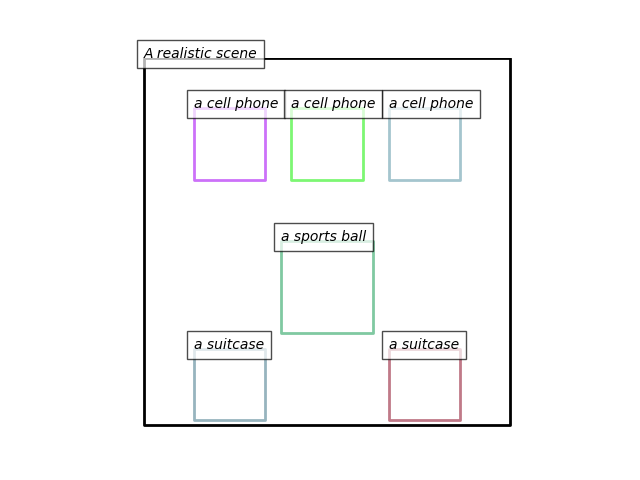 A realistic scene
a cell phone
a cell phone
a cell phone
a sports ball
a suitcase
a suitcase